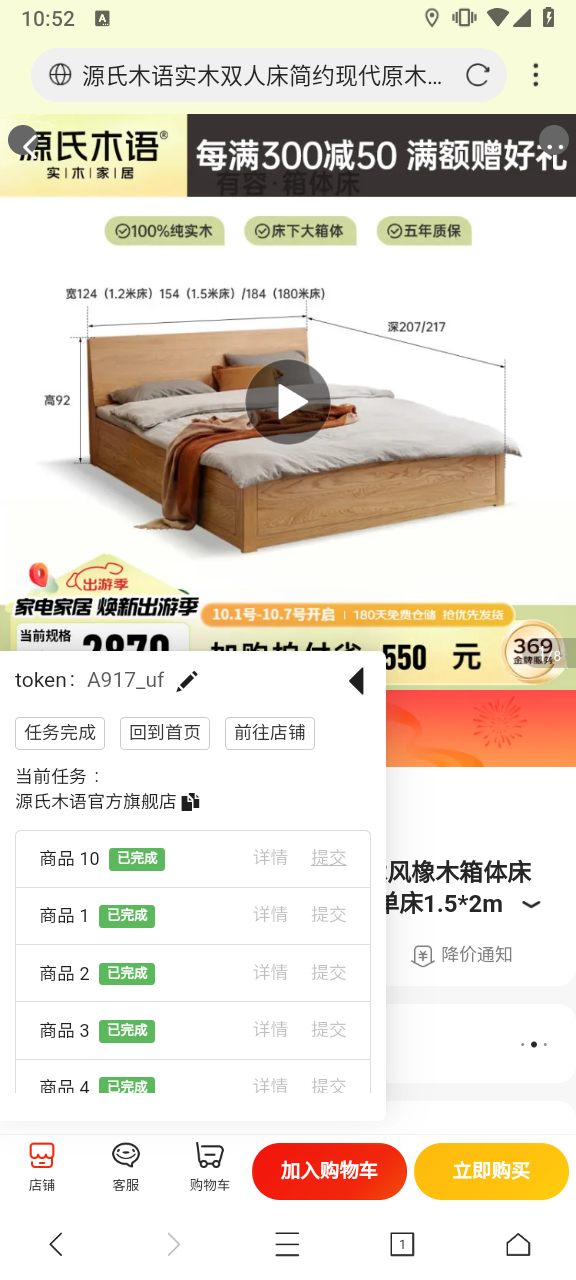 10:52
A
源氏木语实木双人床简约现代原木...
源氏木语®
实|木|家|居
每满300减50 满额赠好礼
有容·箱体床
100%纯实木
床下大箱体
五年质保
宽124（1.2米床）154（1.5米床）/184（180米床）
深207/217
高92
出游季
家电家居 焕新出游季
10.1号-10.7号开启 | 180天免费仓储 抢优先发货
当前规格
2870
加购拍付省550元
369
金牌服务
token: A917_uf
任务完成 回到首页 前往店铺
当前任务：
源氏木语官方旗舰店
商品 10 已完成 详情 提交
商品 1 已完成 详情 提交
商品 2 已完成 详情 提交
商品 3 已完成 详情 提交
商品 4 已完成 详情 提交
风橡木箱体床
单床1.5*2m
降价通知
店铺
客服
购物车
加入购物车
立即购买
1